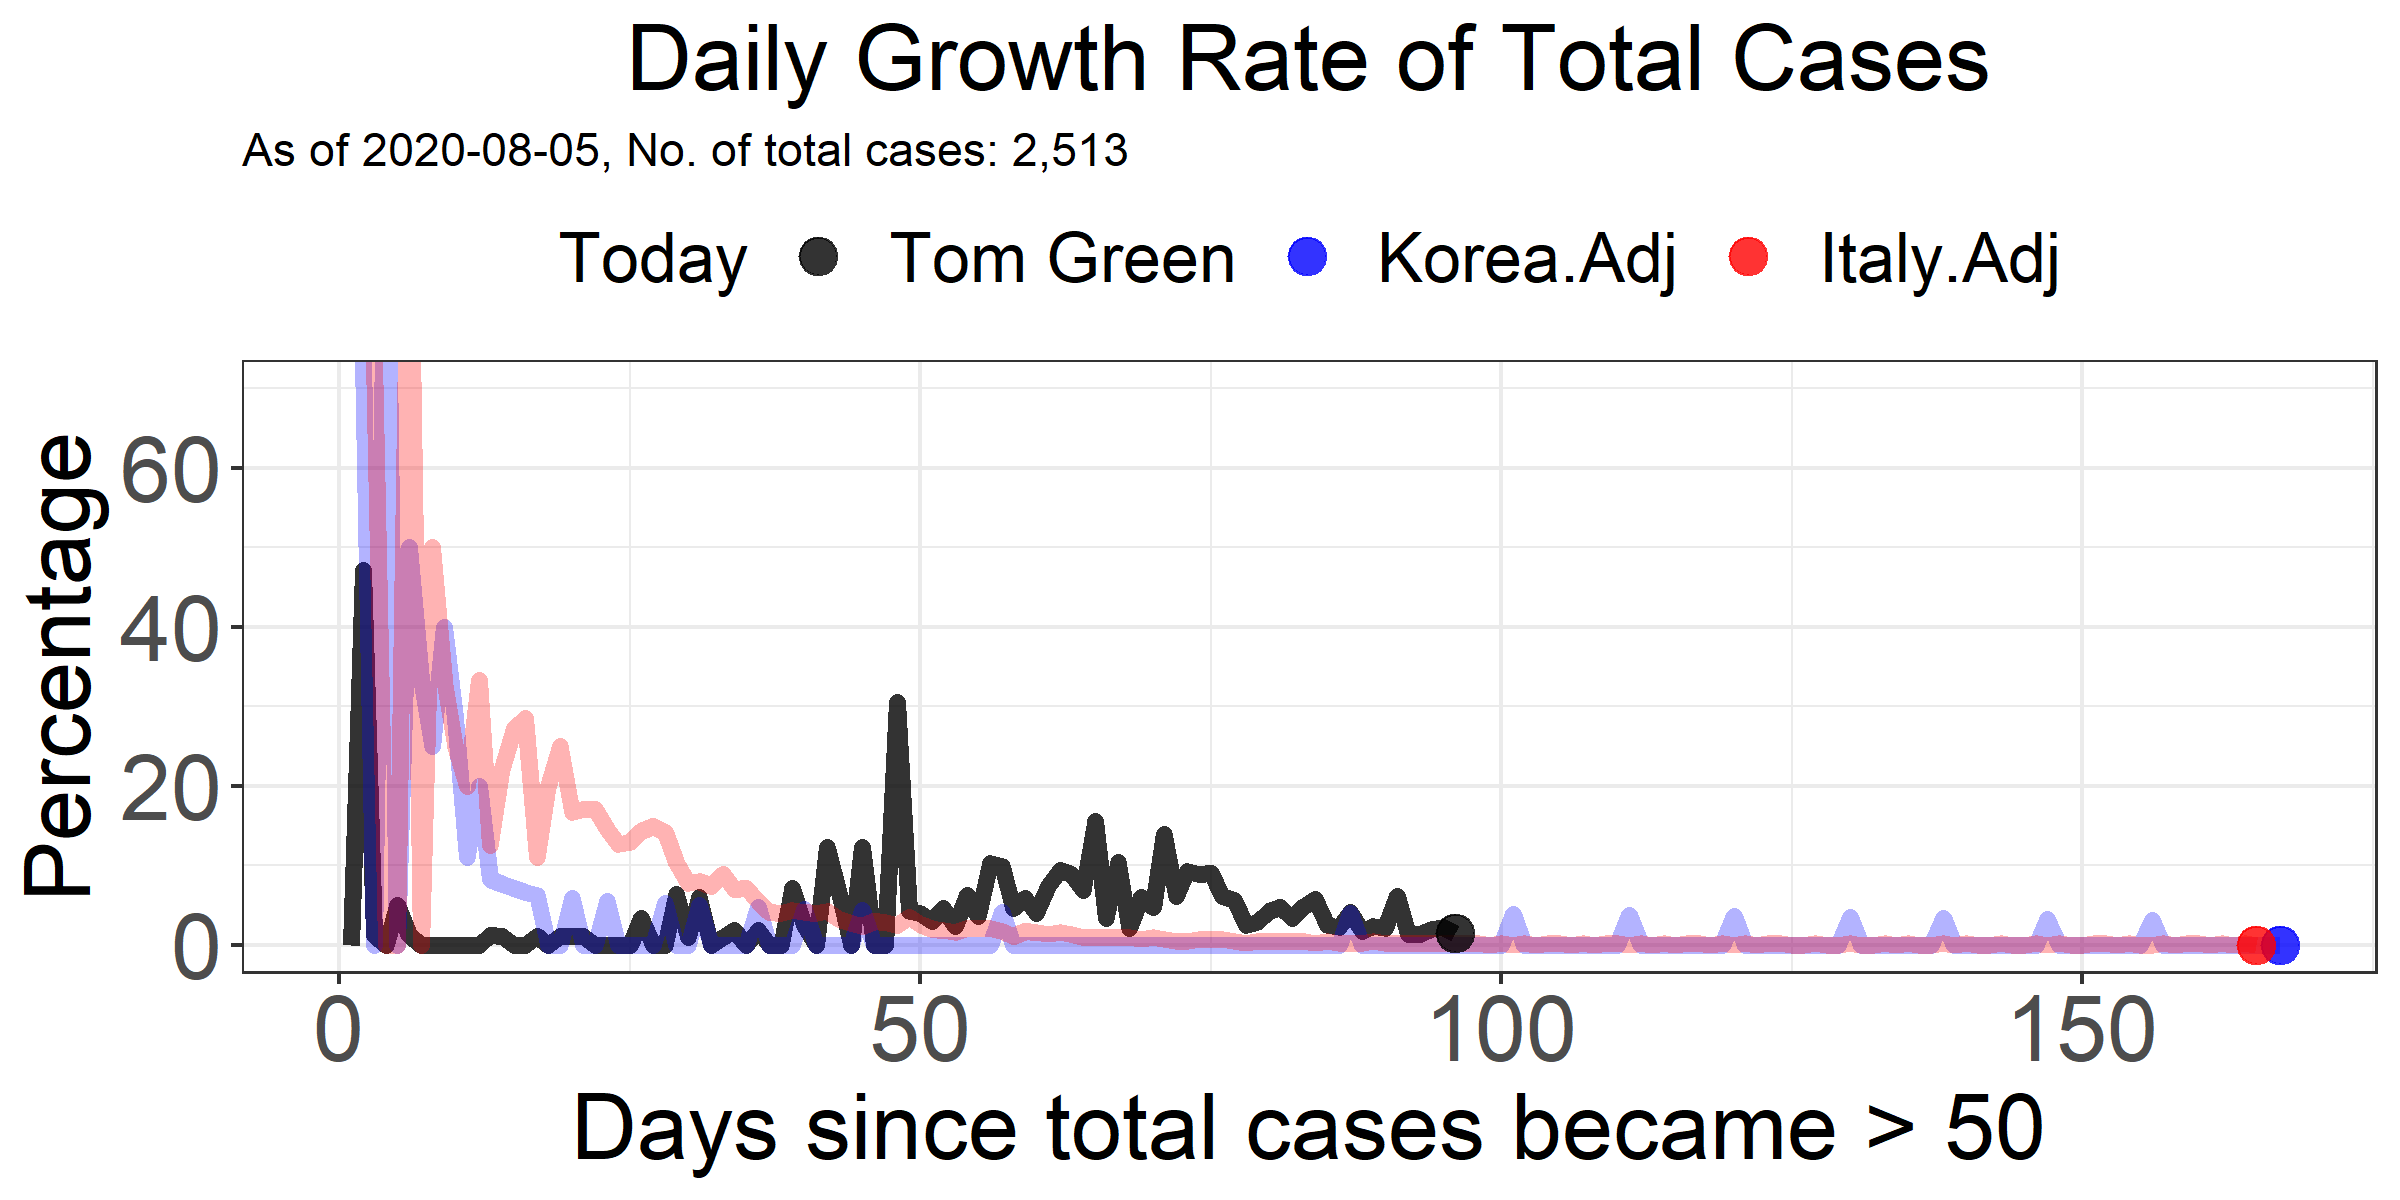 Daily Growth Rate of Total Cases
As of 2020-08-05, No. of total cases: 2,513
Today Tom Green Korea.Adj Italy.Adj
Percentage
60
40
20
0
0 50 100 150
Days since total cases became > 50